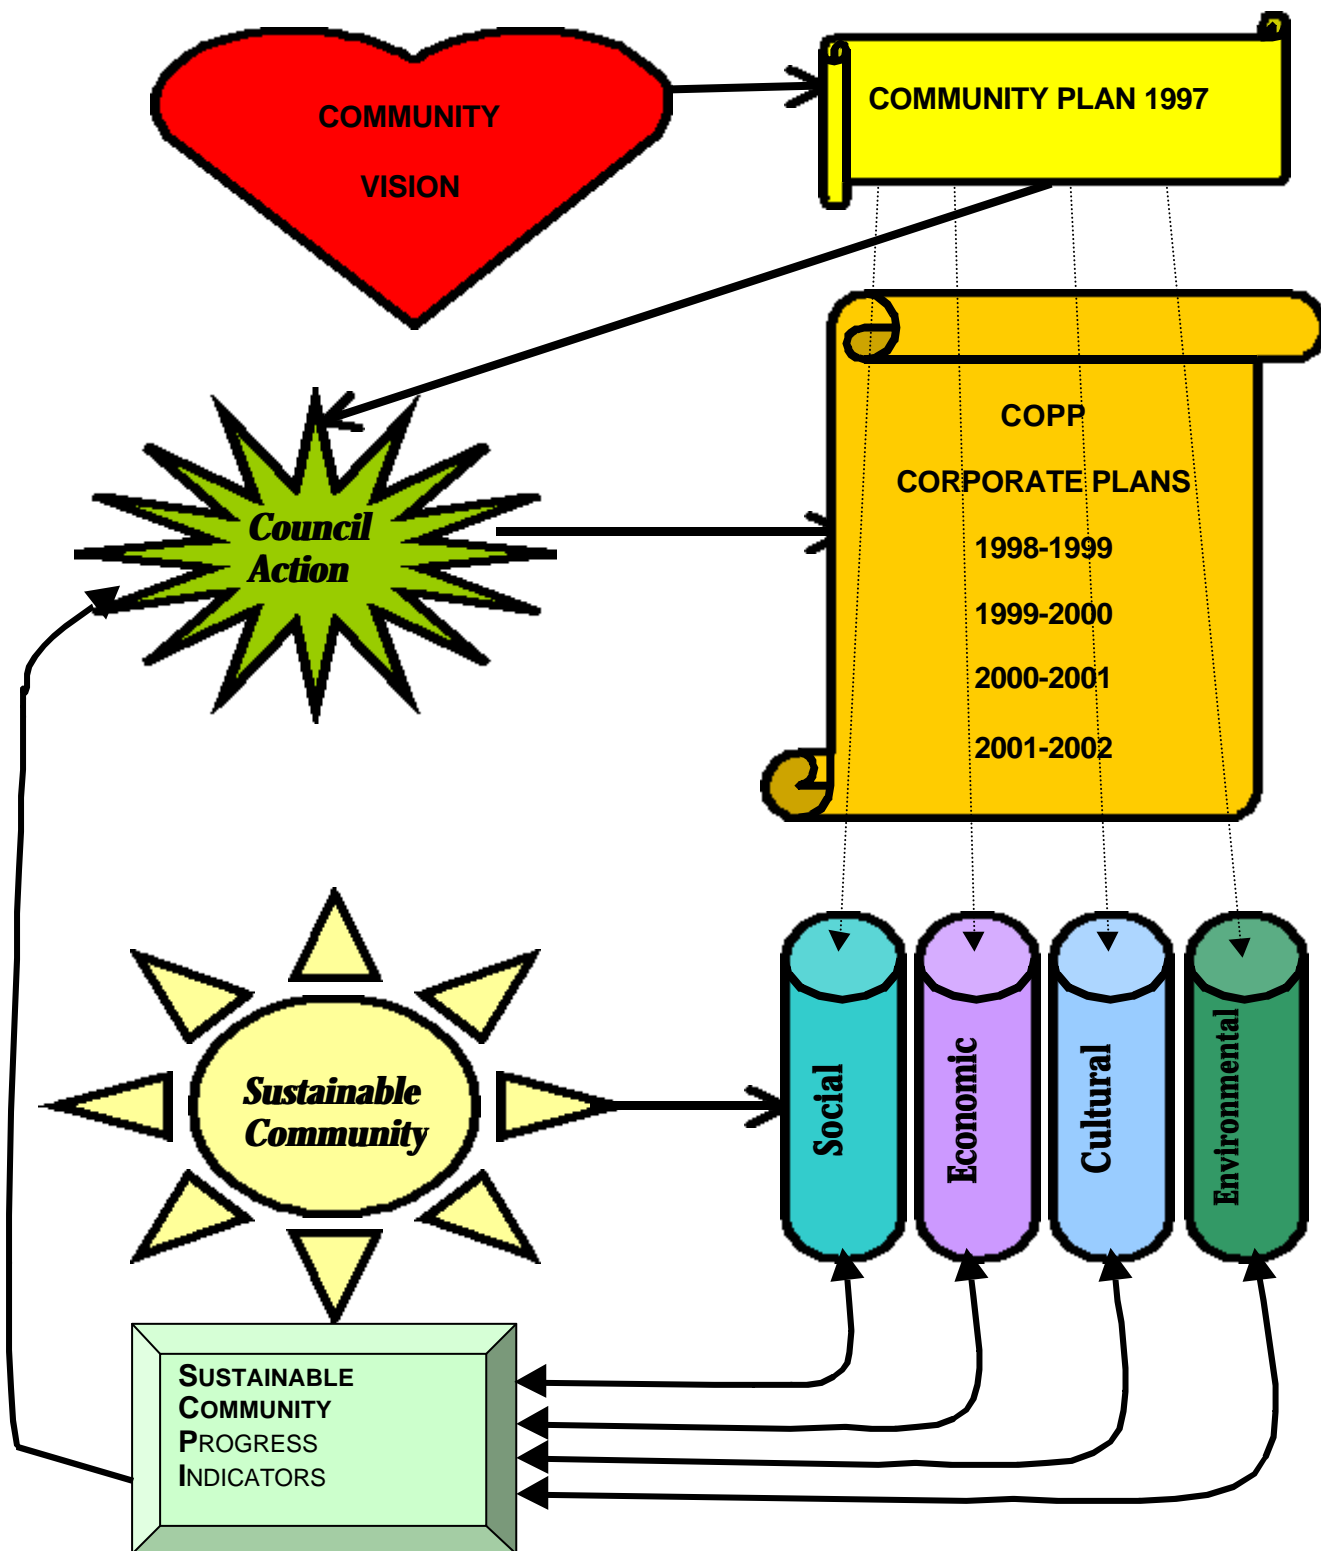 COMMUNITY
VISION
COMMUNITY PLAN 1997
COPP
CORPORATE PLANS
1998-1999
1999-2000
2000-2001
2001-2002
Council
Action
Sustainable
Community
Social
Economic
Cultural
Environmental
SUSTAINABLE
COMMUNITY
PROGRESS
INDICATORS